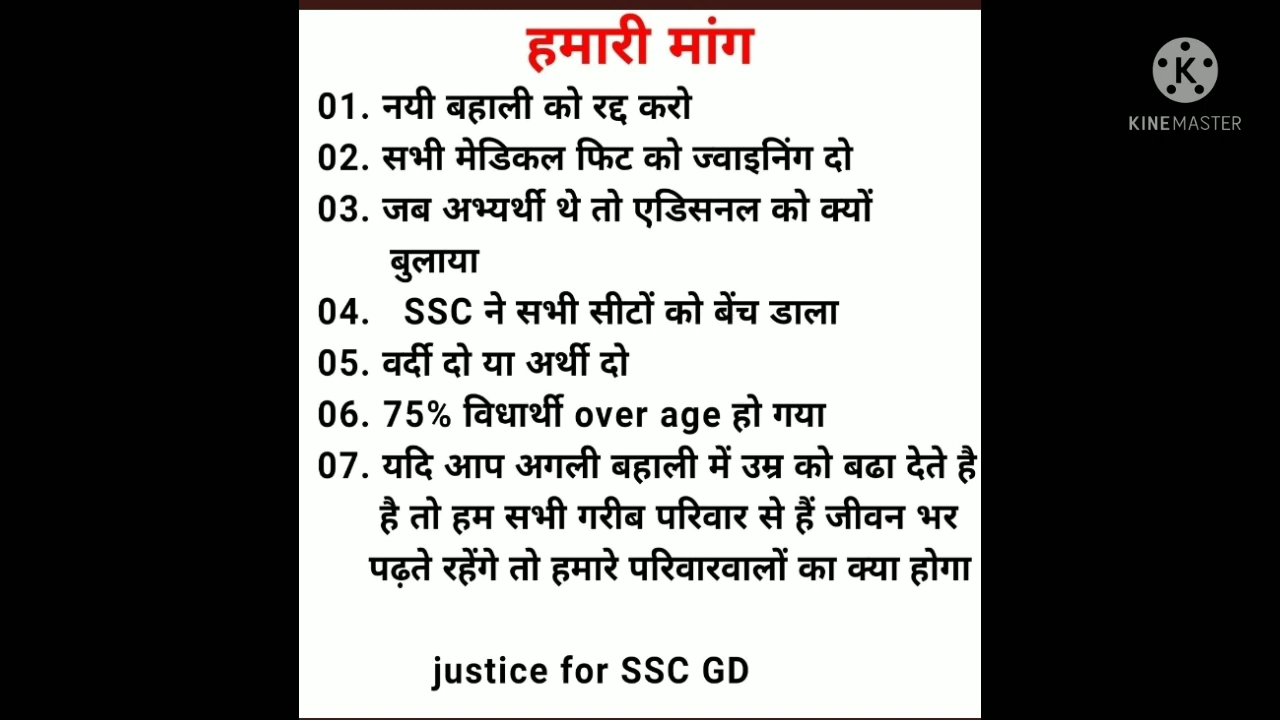 हमारी मांग
01. नयी बहाली को रद्द करो
02. सभी मेडिकल फिट को ज्वाइनिंग दो
03. जब अभ्यर्थी थे तो एडिसनल को क्यों
बुलाया
04. SSC ने सभी सीटों को बेंच डाला
05. वर्दी दो या अर्थी दो
06. 75% विधार्थी over age हो गया
07. यदि आप अगली बहाली में उम्र को बढा देते है
है तो हम सभी गरीब परिवार से हैं जीवन भर
पढ़ते रहेंगे तो हमारे परिवारवालों का क्या होगा
justice for SSC GD
K
KINEMASTER